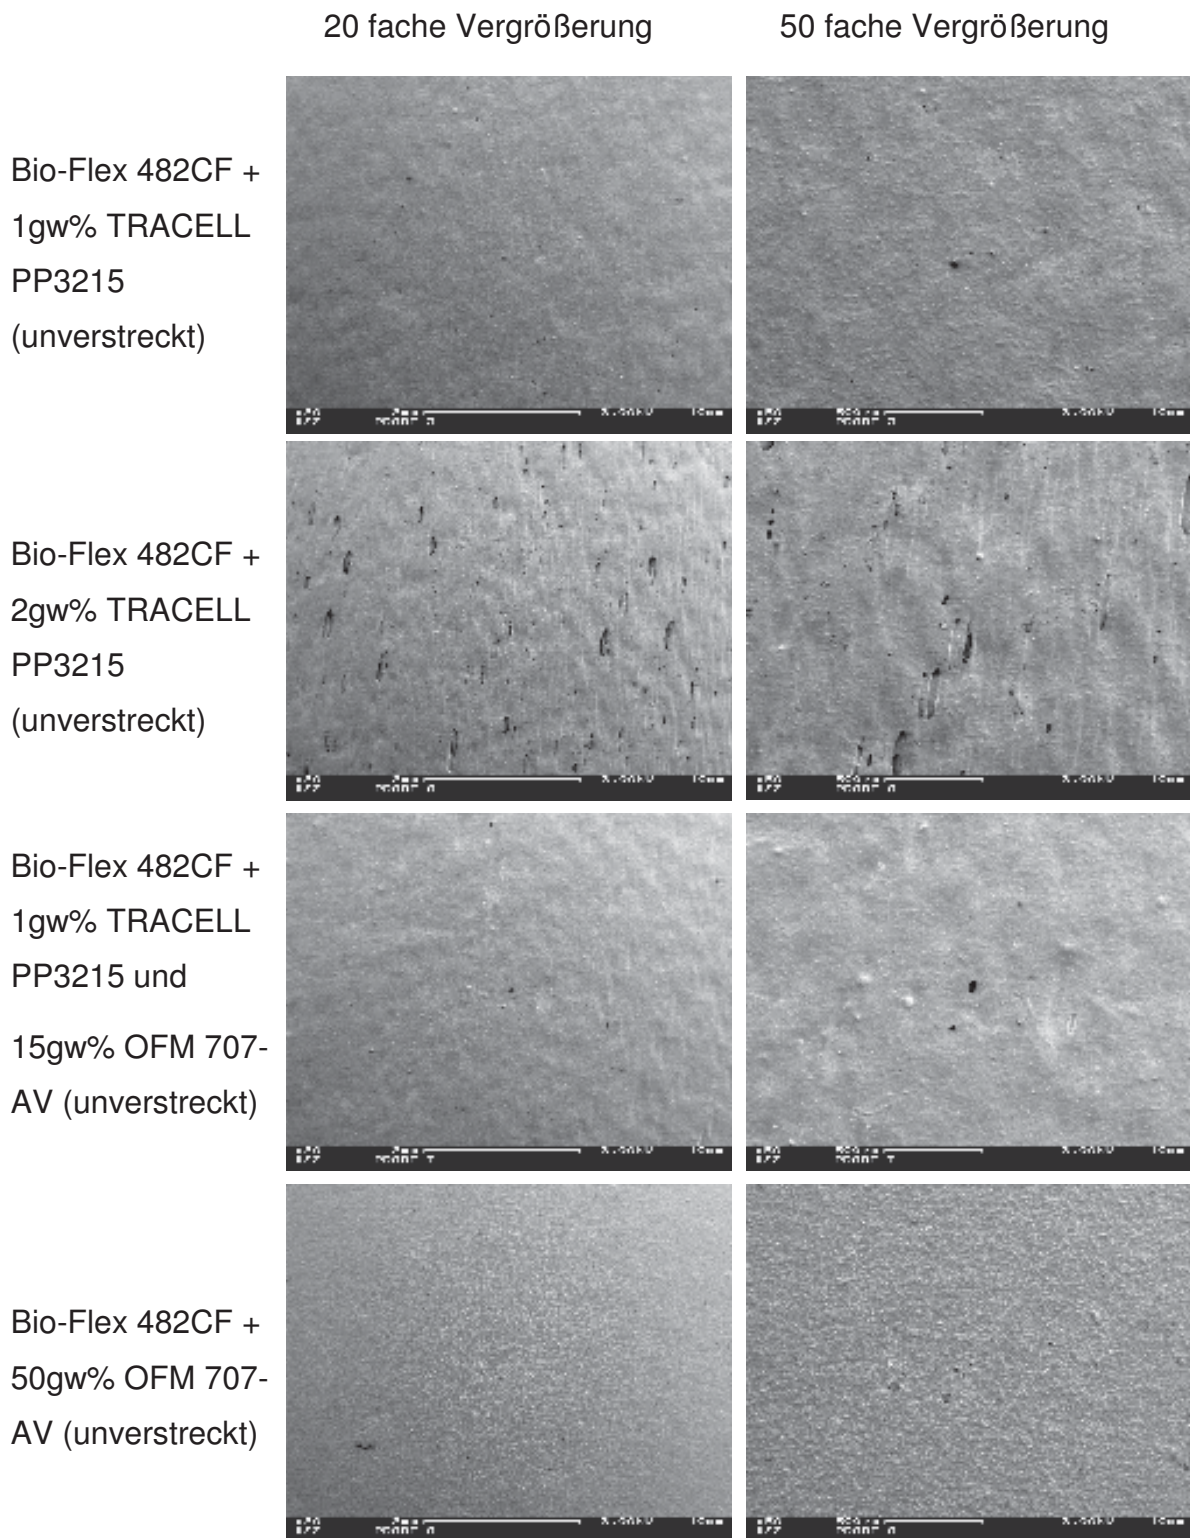 20 fache Vergrößerung
50 fache Vergrößerung
Bio-Flex 482CF +
1gw% TRACELL
PP3215
(unverstreckt)
Bio-Flex 482CF +
2gw% TRACELL
PP3215
(unverstreckt)
Bio-Flex 482CF +
1gw% TRACELL
PP3215 und
15gw% OFM 707-
AV (unverstreckt)
Bio-Flex 482CF +
50gw% OFM 707-
AV (unverstreckt)